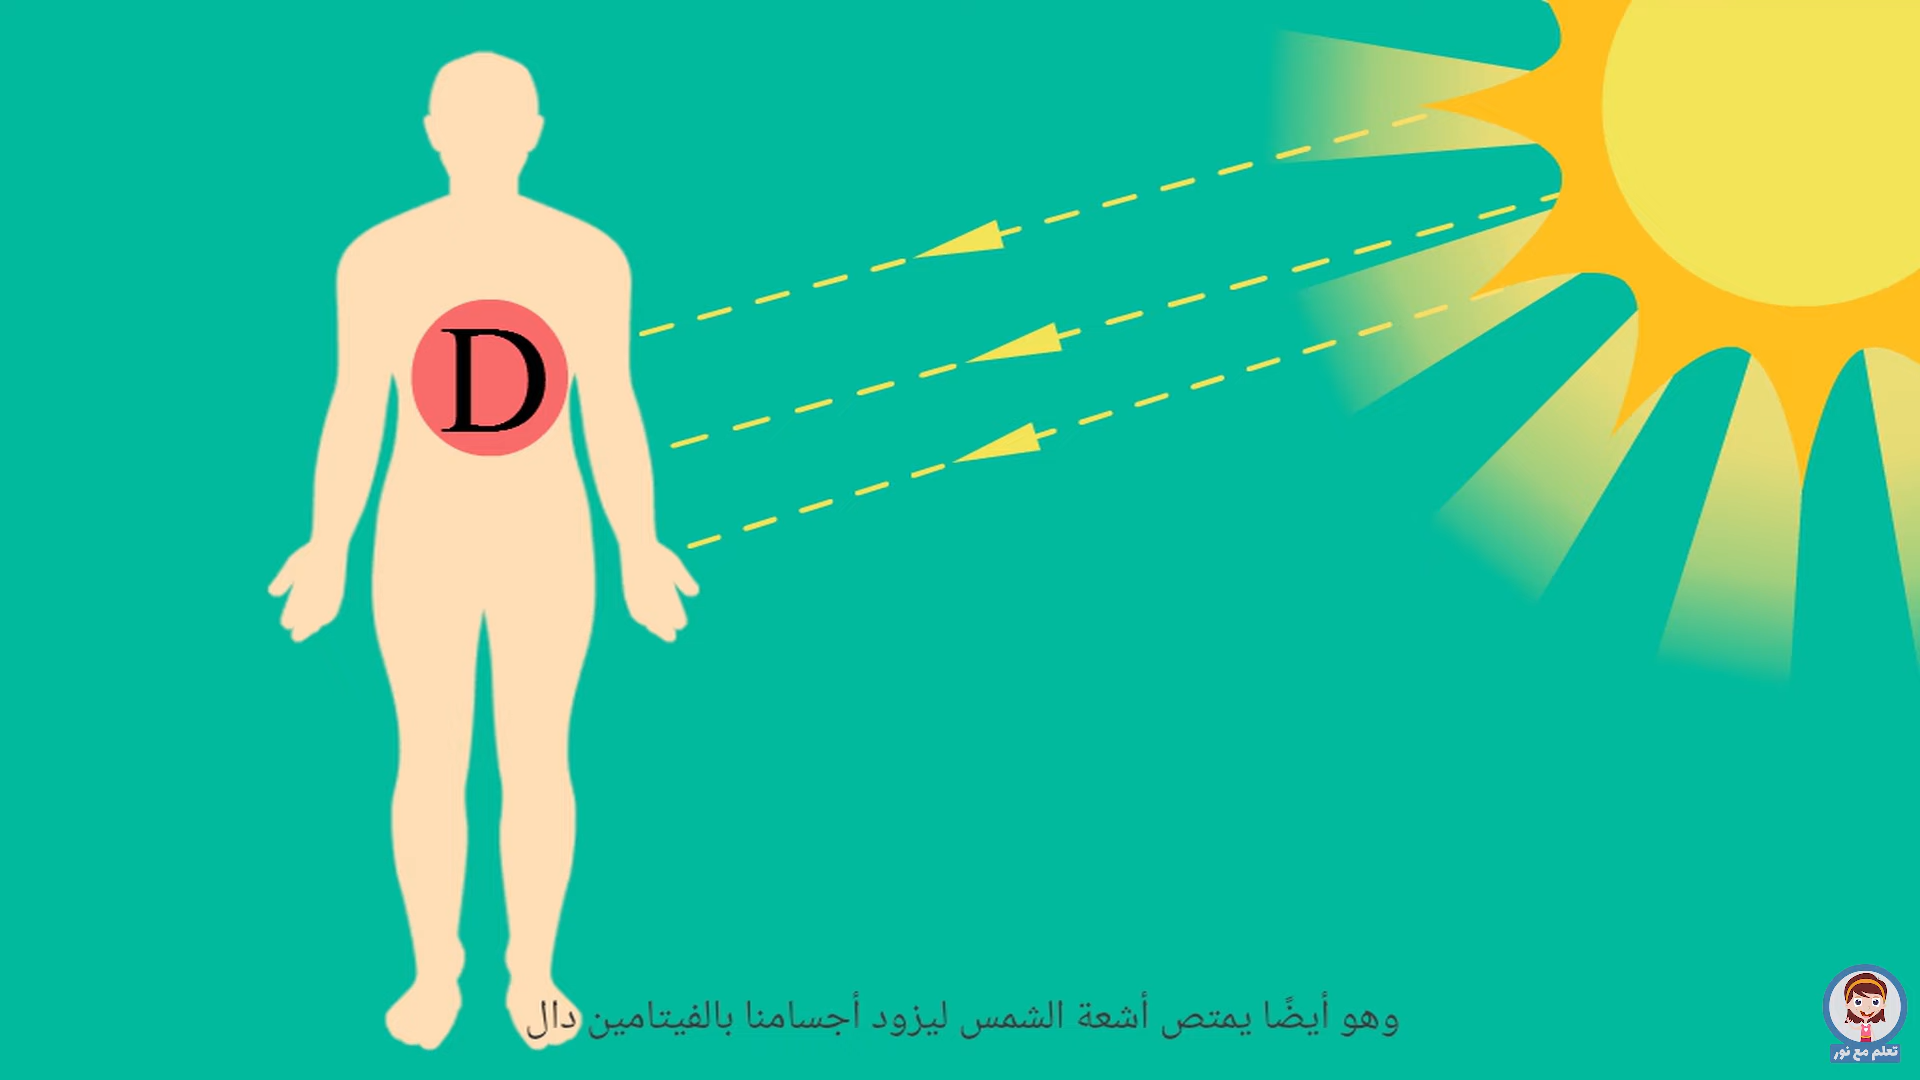 D
وهو أيضًا يمتص أشعة الشمس ليزود أجسامنا بالفيتامين دال
تعلم مع نور